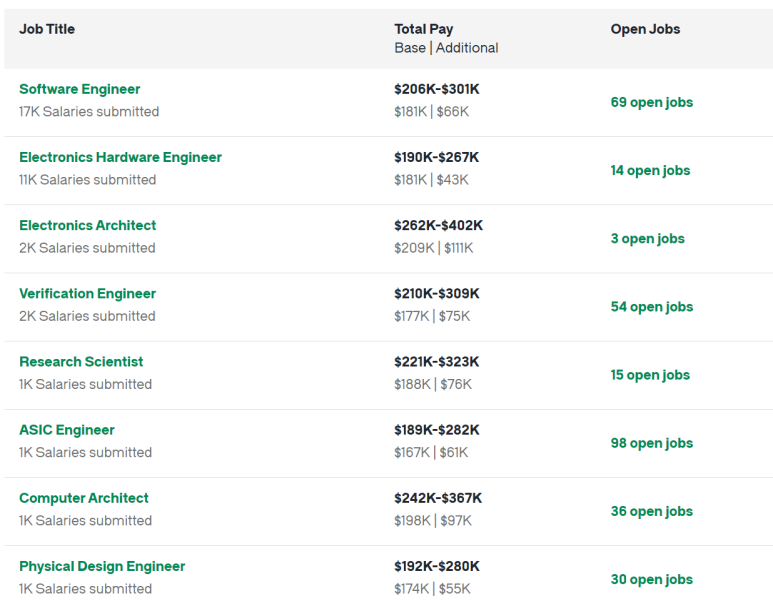 Job Title Total Pay Open Jobs
Base | Additional
Software Engineer $206K-$301K
17K Salaries submitted $181K | $66K 69 open jobs
Electronics Hardware Engineer $190K-$267K
11K Salaries submitted $181K | $43K 14 open jobs
Electronics Architect $262K-$402K
2K Salaries submitted $209K | $111K 3 open jobs
Verification Engineer $210K-$309K
2K Salaries submitted $177K | $75K 54 open jobs
Research Scientist $221K-$323K
1K Salaries submitted $188K | $76K 15 open jobs
ASIC Engineer $189K-$282K
1K Salaries submitted $167K | $61K 98 open jobs
Computer Architect $242K-$367K
1K Salaries submitted $198K | $97K 36 open jobs
Physical Design Engineer $192K-$280K
1K Salaries submitted $174K | $55K 30 open jobs